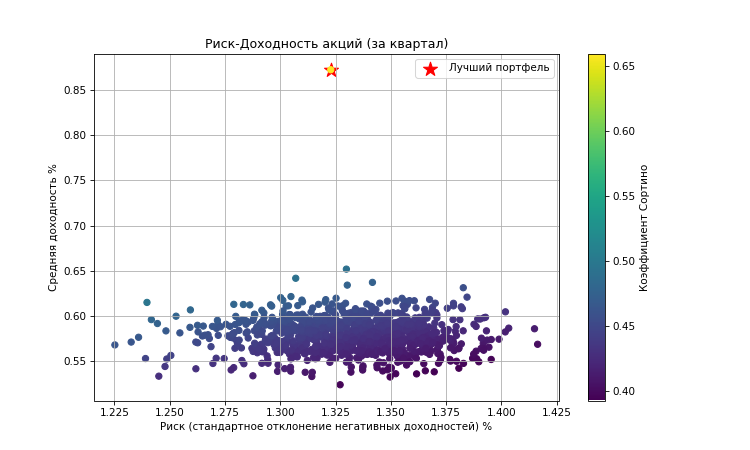 Риск-Доходность акций (за квартал)
Лучший портфель
Средняя доходность %
0.85
0.80
0.75
0.70
0.65
0.60
0.55
1.225 1.250 1.275 1.300 1.325 1.350 1.375 1.400 1.425
Риск (стандартное отклонение негативных доходностей) %
0.65
0.60
0.55
0.50
0.45
0.40
Коэффициент Сортино